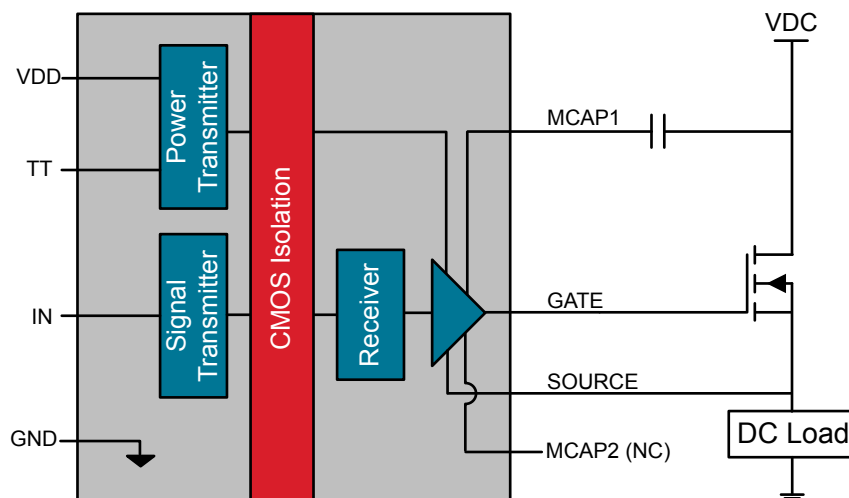 VDC
VDD
MCAP1
Power
Transmitter
TT
CMOS Isolation
Signal
Transmitter
Receiver
IN
GATE
SOURCE
GND
MCAP2 (NC)
DC Load